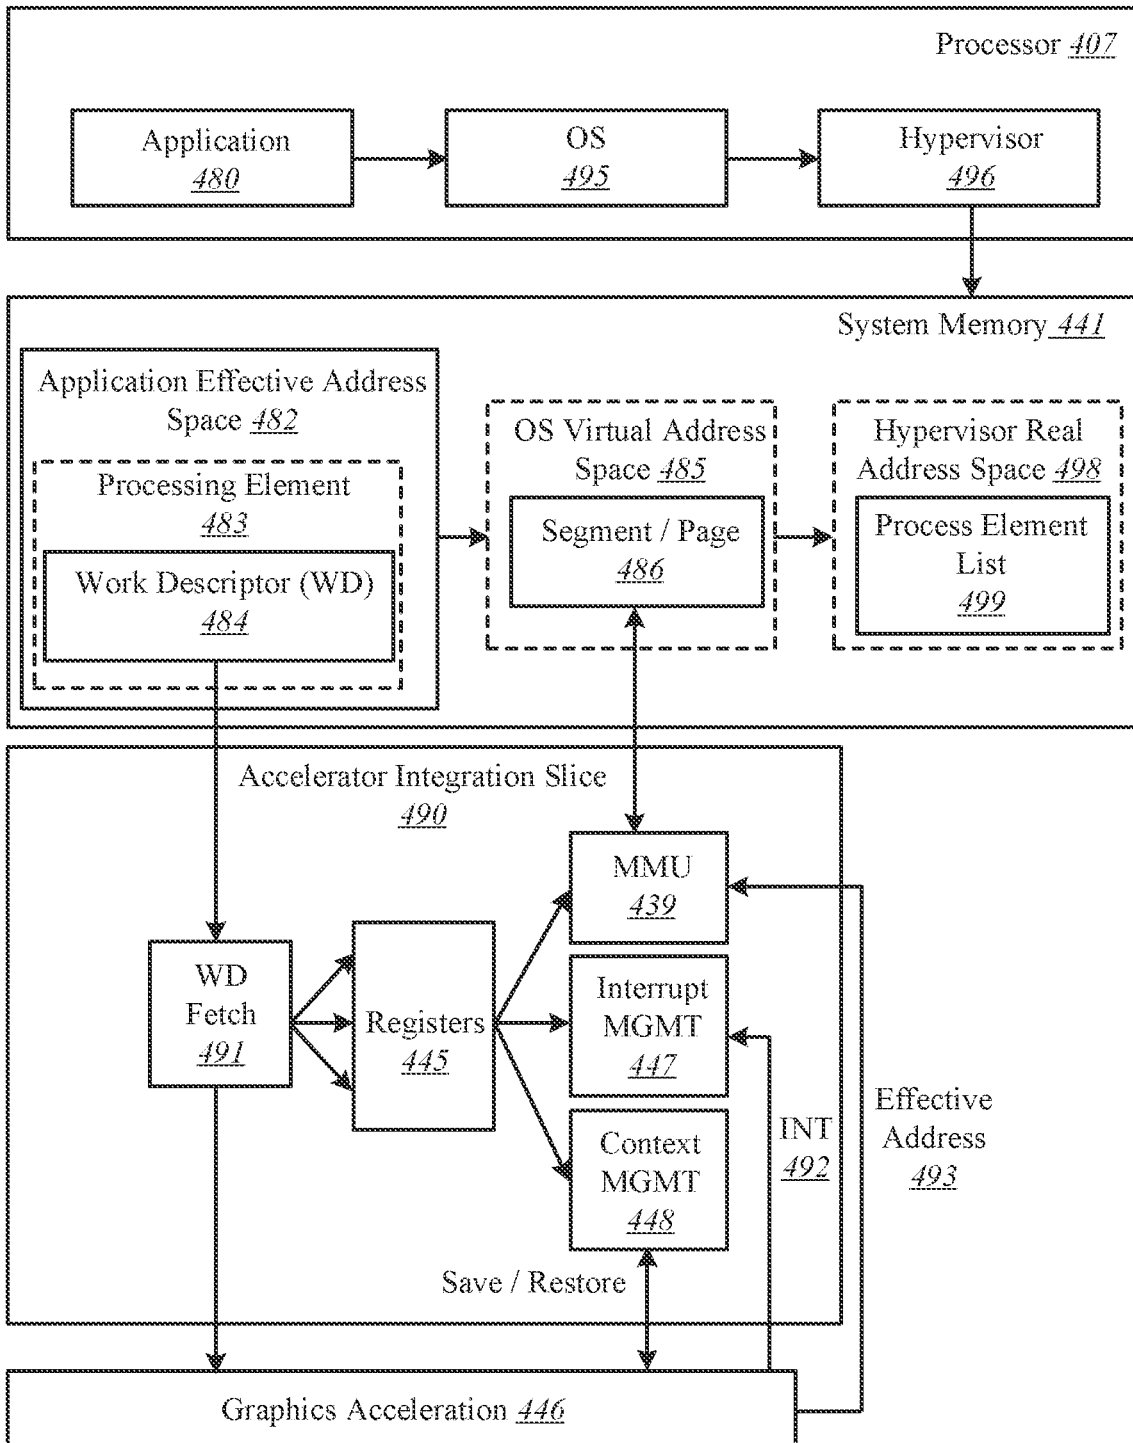 Processor 407
Application
480
OS
495
Hypervisor
496
System Memory 441
Application Effective Address
Space 482
Processing Element
483
Work Descriptor (WD)
484
OS Virtual Address
Space 485
Segment / Page
486
Hypervisor Real
Address Space 498
Process Element
List
499
Accelerator Integration Slice
490
MMU
439
WD
Fetch
491
Registers
445
Interrupt
MGMT
447
Context
MGMT
448
INT
492
Effective
Address
493
Save / Restore
Graphics Acceleration 446